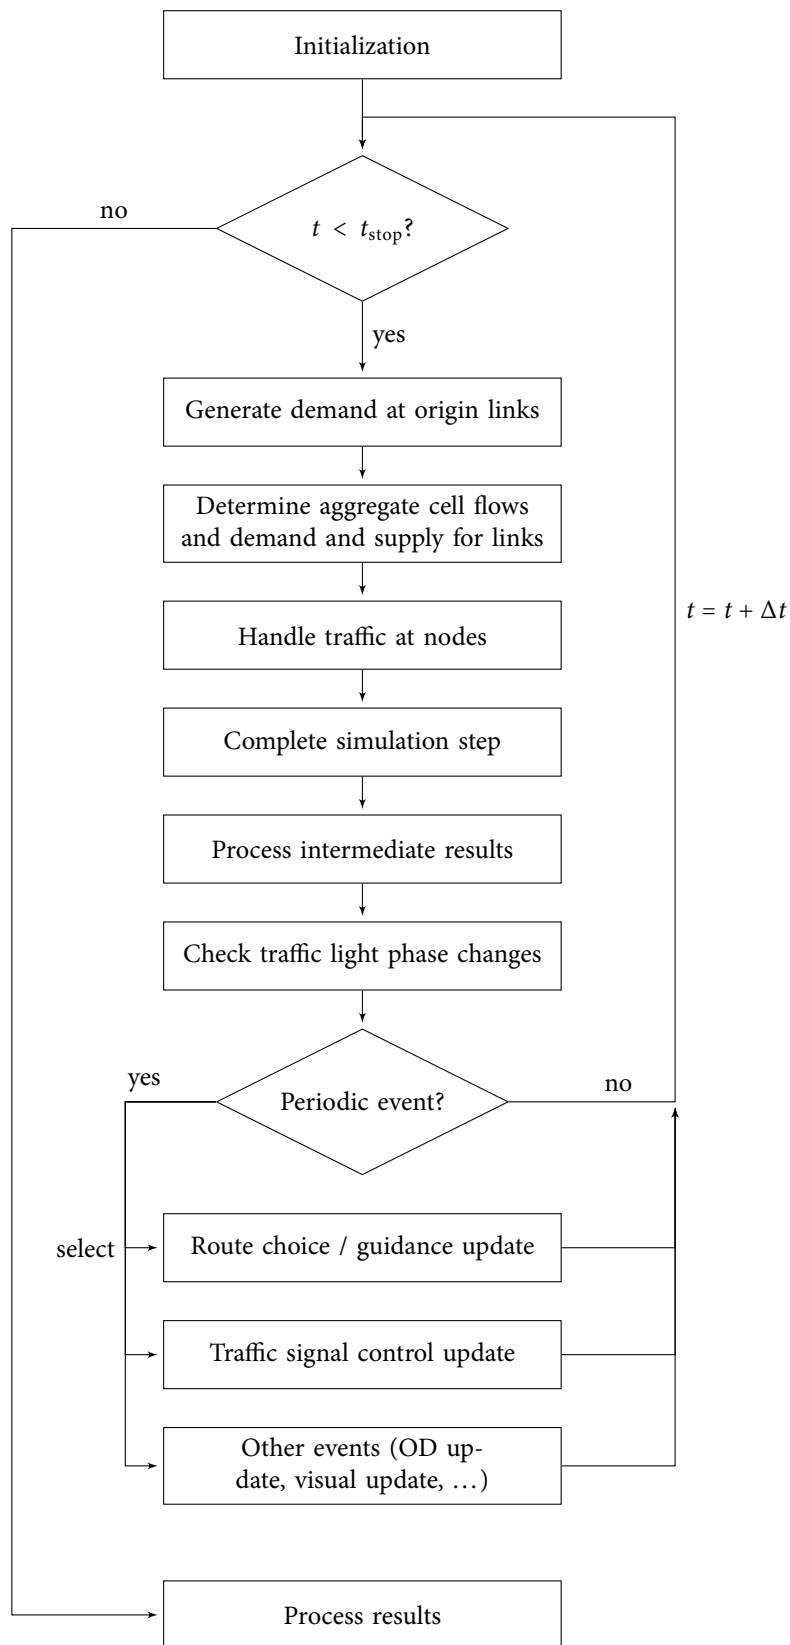 Initialization
no
t < t_stop?
yes
Generate demand at origin links
Determine aggregate cell flows
and demand and supply for links
t = t + Δt
Handle traffic at nodes
Complete simulation step
Process intermediate results
Check traffic light phase changes
yes
Periodic event?
no
select
Route choice / guidance update
Traffic signal control update
Other events (OD up-
date, visual update, …)
Process results